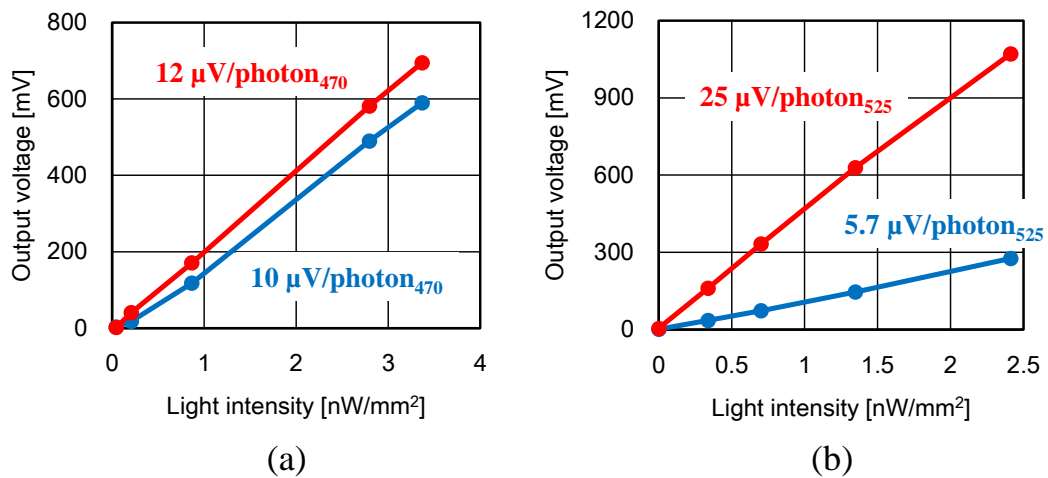 800
600
400
200
0
0
1
2
3
4
Output voltage [mV]
Light intensity [nW/mm²]
12 µV/photon₄₇₀
10 µV/photon₄₇₀
(a)
1200
900
600
300
0
0
0.5
1
1.5
2
2.5
Output voltage [mV]
Light intensity [nW/mm²]
25 µV/photon₅₂₅
5.7 µV/photon₅₂₅
(b)